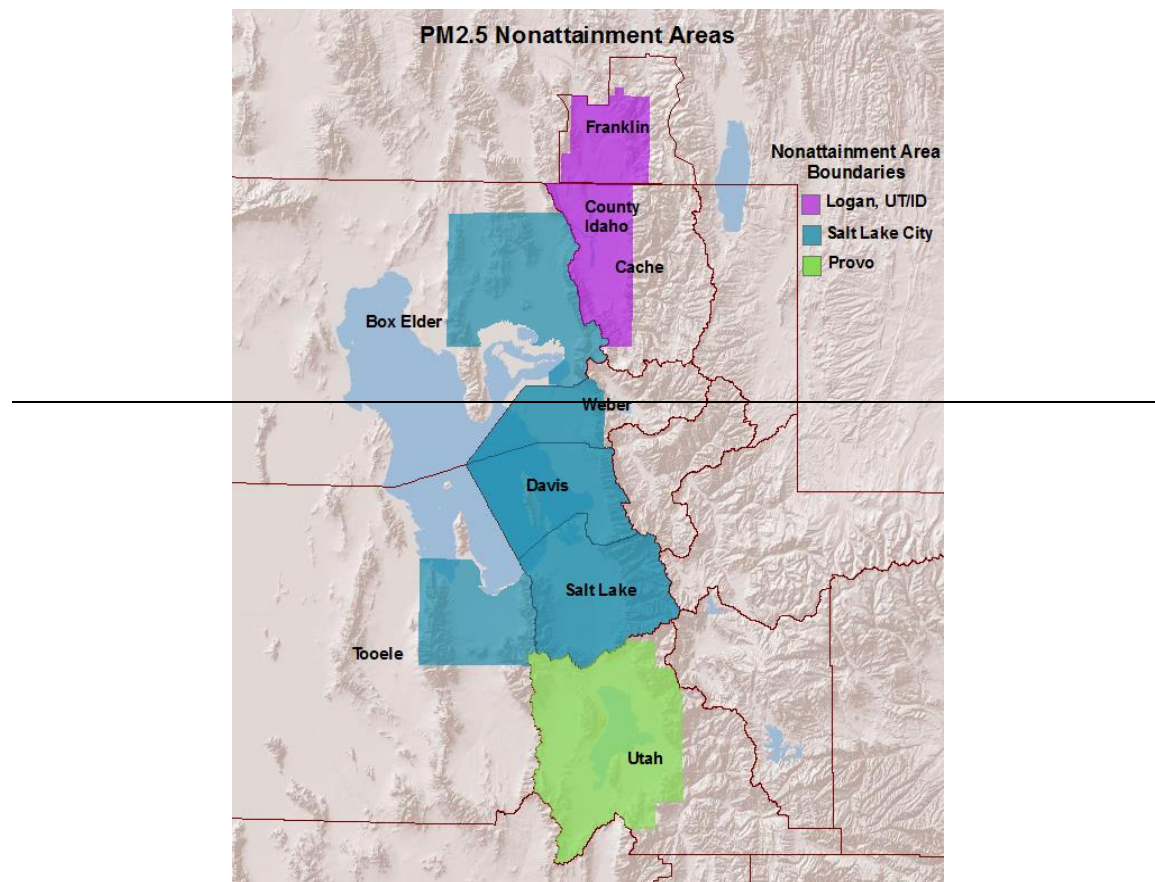 PM2.5 Nonattainment Areas
Franklin
Nonattainment Area
Boundaries
Logan, UT/ID
Salt Lake City
Provo
County
Idaho
Cache
Box Elder
Weber
Davis
Salt Lake
Tooele
Utah